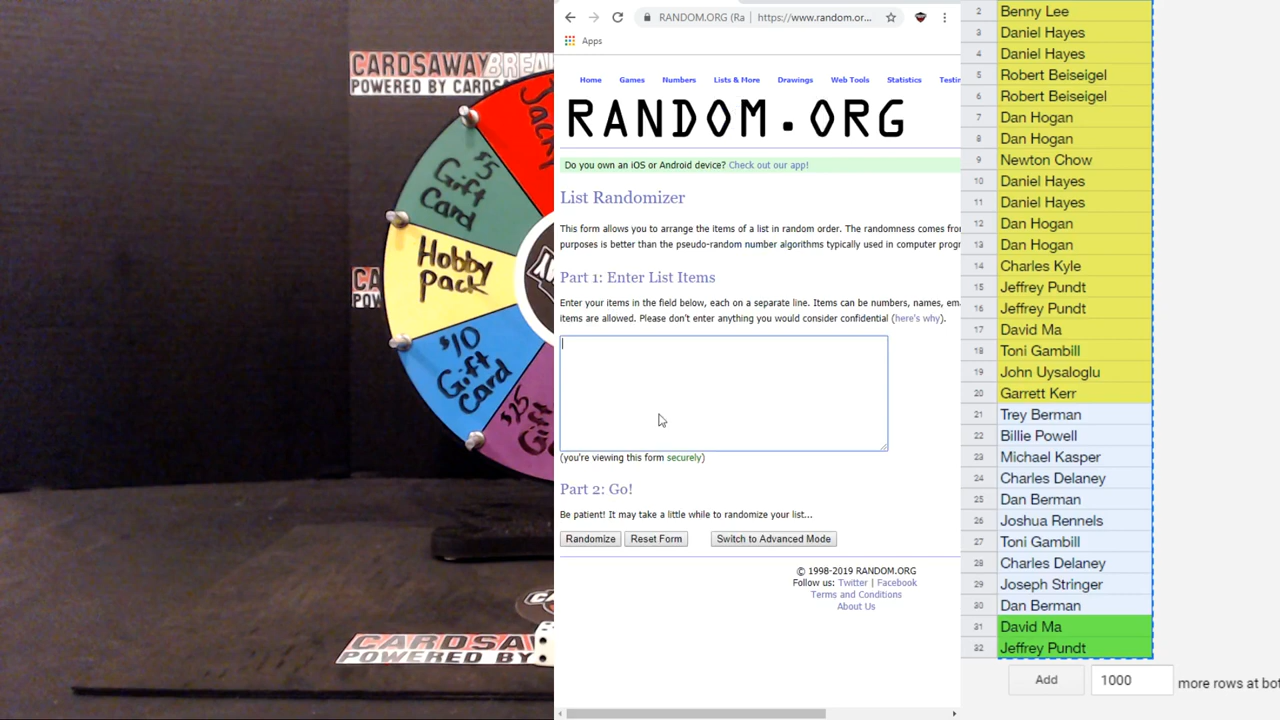 CARDSAWAY BREA
POWERED BY CARDSA
Jacky
$5
Gift
Card
Hobby
pack
$10
Gift
Card
$25
CARDSA
POWERED BY
RANDOM.ORG (Ra | https://www.random.or...
Apps
Home Games Numbers Lists & More Drawings Web Tools Statistics Testin
RANDOM.ORG
Do you own an iOS or Android device? Check out our app!
List Randomizer
This form allows you to arrange the items of a list in random order. The randomness comes from
purposes is better than the pseudo-random number algorithms typically used in computer prog
Part 1: Enter List Items
Enter your items in the field below, each on a separate line. Items can be numbers, names, ema
items are allowed. Please don't enter anything you would consider confidential (here's why).
(you're viewing this form securely)
Part 2: Go!
Be patient! It may take a little while to randomize your list...
Randomize Reset Form Switch to Advanced Mode
© 1998-2019 RANDOM.ORG
Follow us: Twitter | Facebook
Terms and Conditions
About Us
2 Benny Lee
3 Daniel Hayes
4 Daniel Hayes
5 Robert Beiseigel
6 Robert Beiseigel
7 Dan Hogan
8 Dan Hogan
9 Newton Chow
10 Daniel Hayes
11 Daniel Hayes
12 Dan Hogan
13 Dan Hogan
14 Charles Kyle
15 Jeffrey Pundt
16 Jeffrey Pundt
17 David Ma
18 Toni Gambill
19 John Uysaloglu
20 Garrett Kerr
21 Trey Berman
22 Billie Powell
23 Michael Kasper
24 Charles Delaney
25 Dan Berman
26 Joshua Rennels
27 Toni Gambill
28 Charles Delaney
29 Joseph Stringer
30 Dan Berman
31 David Ma
32 Jeffrey Pundt
Add 1000 more rows at bot